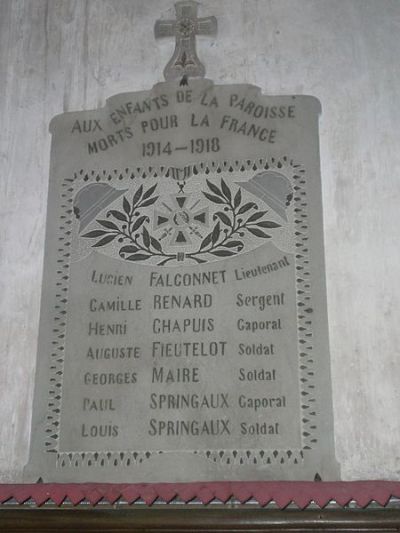 AUX ENFANTS DE LA PAROISSE
MORTS POUR LA FRANCE
1914-1918
LUCIEN FALCONNET Lieutenant
CAMILLE RENARD Sergent
HENRI CHAPUIS Caporal
AUGUSTE FIEUTELOT Soldat
GEORGES MAIRE Soldat
PAUL SPRINGAUX Caporal
LOUIS SPRINGAUX Soldat